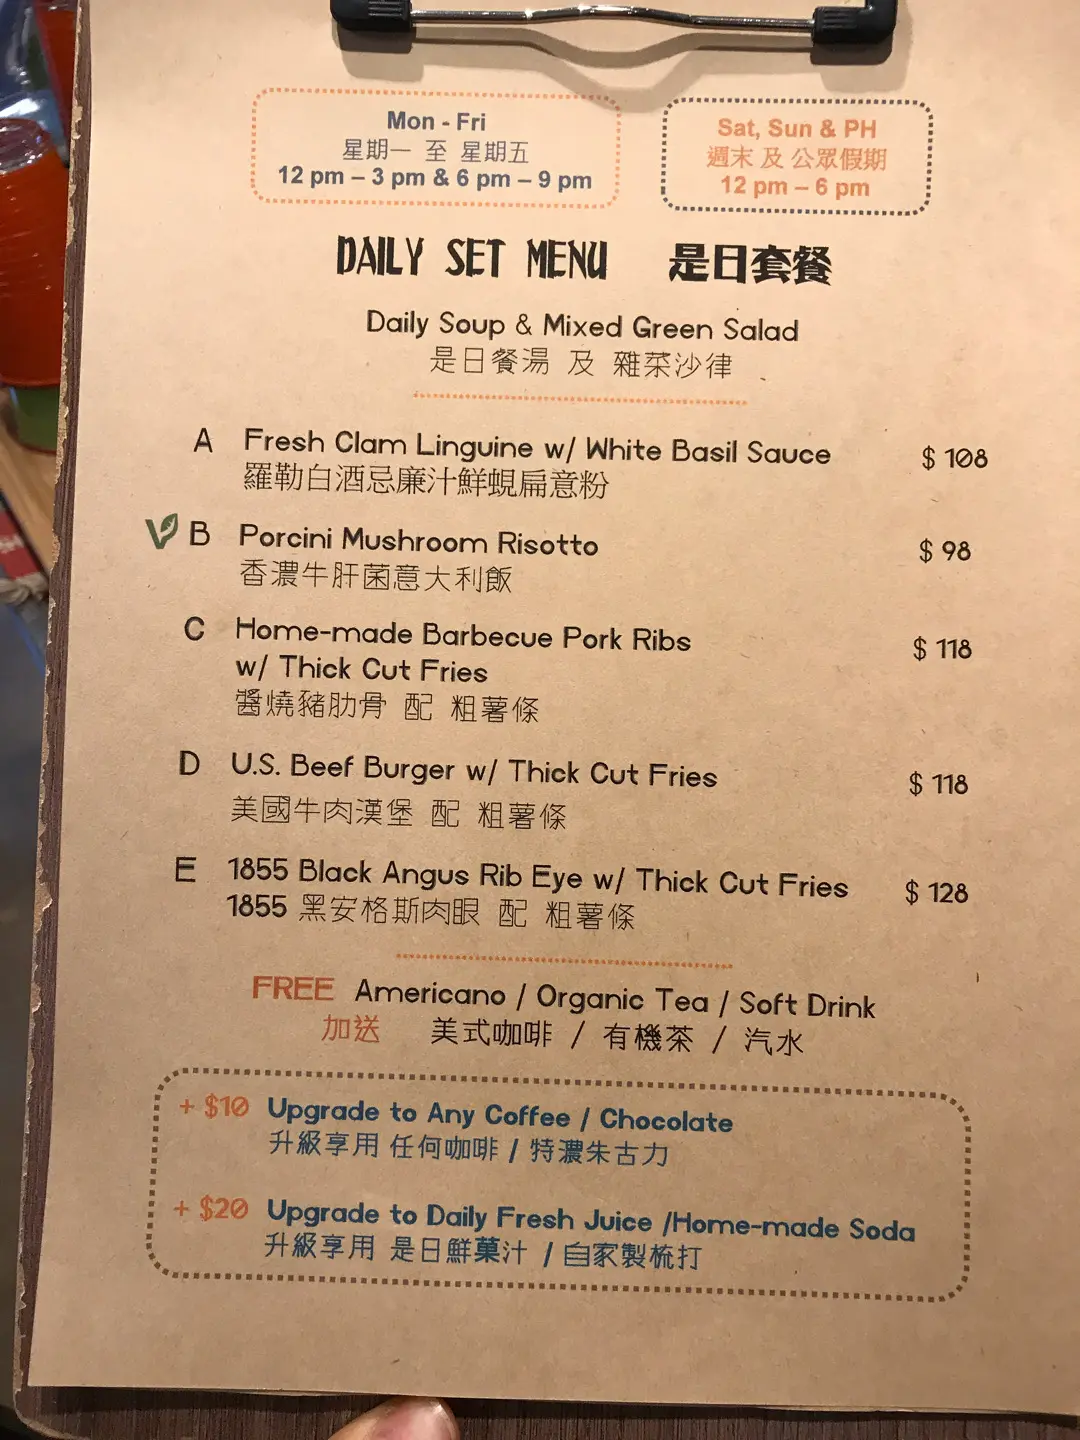 Mon - Fri
星期一 至 星期五
12 pm – 3 pm & 6 pm – 9 pm
Sat, Sun & PH
週末 及 公眾假期
12 pm – 6 pm
DAILY SET MENU 是日套餐
Daily Soup & Mixed Green Salad
是日餐湯 及 雜菜沙律
A Fresh Clam Linguine w/ White Basil Sauce $ 108
羅勒白酒忌廉汁鮮蜆扁意粉
B Porcini Mushroom Risotto $ 98
香濃牛肝菌意大利飯
C Home-made Barbecue Pork Ribs $ 118
w/ Thick Cut Fries
醬燒豬肋骨 配 粗薯條
D U.S. Beef Burger w/ Thick Cut Fries $ 118
美國牛肉漢堡 配 粗薯條
E 1855 Black Angus Rib Eye w/ Thick Cut Fries $ 128
1855 黑安格斯肉眼 配 粗薯條
FREE Americano / Organic Tea / Soft Drink
加送 美式咖啡 / 有機茶 / 汽水
+ $10 Upgrade to Any Coffee / Chocolate
升級享用 任何咖啡 / 特濃朱古力
+ $20 Upgrade to Daily Fresh Juice /Home-made Soda
升級享用 是日鮮菓汁 / 自家製梳打